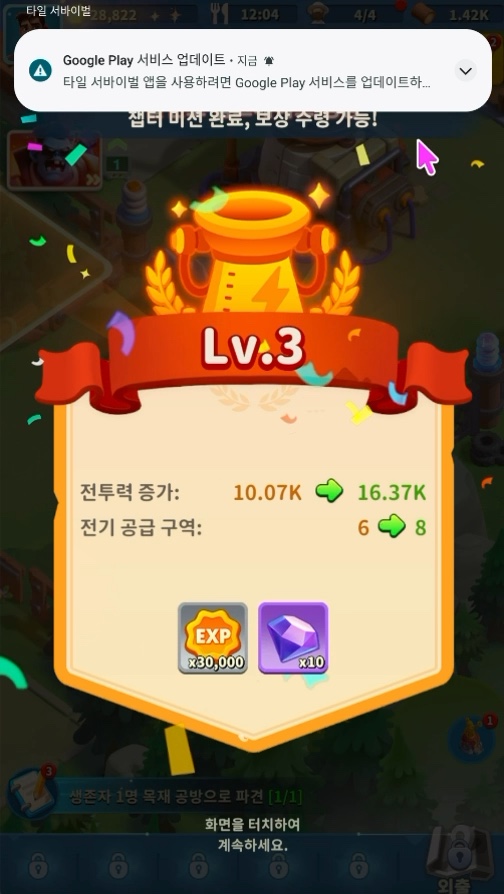 타일 서바이벌
28,822
12:04
4/4
1.42K
Google Play 서비스 업데이트 · 지금
타일 서바이벌 앱을 사용하려면 Google Play 서비스를 업데이트하...
챕터 미션 완료, 보상 수령 가능!
1
Lv.3
전투력 증가: 10.07K 16.37K
전기 공급 구역: 6 8
EXP
x30,000
x10
1
3
생존자 1명 목재 공방으로 파견 [1/1]
화면을 터치하여
계속하세요.
외출